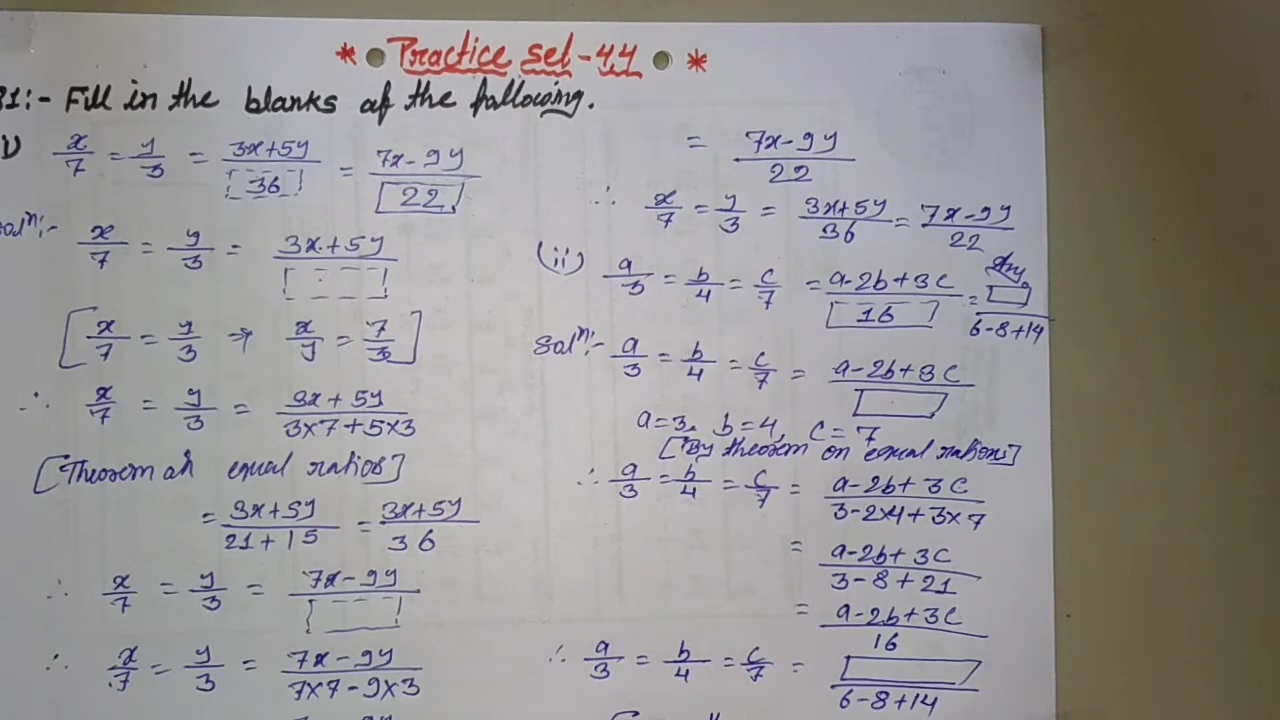 * Practice set-4.4 *
Q1:- Fill in the blanks of the following.
x/7 = y/3 = 3x+5y/[36] = 7x-9y/[22]
Solⁿ:- x/7 = y/3 = 3x+5y/[ ]
[x/7 = y/3 → x/y = 7/3]
∴ x/7 = y/3 = 3x+5y/3×7+5×3
[Theorem of equal ratios]
= 3x+5y/21+15 = 3x+5y/36
∴ x/7 = y/3 = 7x-9y/[ ]
∴ x/7 = y/3 = 7x-9y/7×7-9×3
= 7x-9y/22
∴ x/7 = y/3 = 3x+5y/36 = 7x-9y/22
(ii) a/3 = b/4 = c/7 = a-2b+3c/[16] = [ ]/6-8+14
Solⁿ:- a/3 = b/4 = c/7 = a-2b+3c/[ ]
a=3, b=4, c=7
[By theorem on equal ratios]
∴ a/3 = b/4 = c/7 = a-2b+3c/3-2×4+3×7
= a-2b+3c/3-8+21
= a-2b+3c/16
∴ a/3 = b/4 = c/7 = [ ]/6-8+14